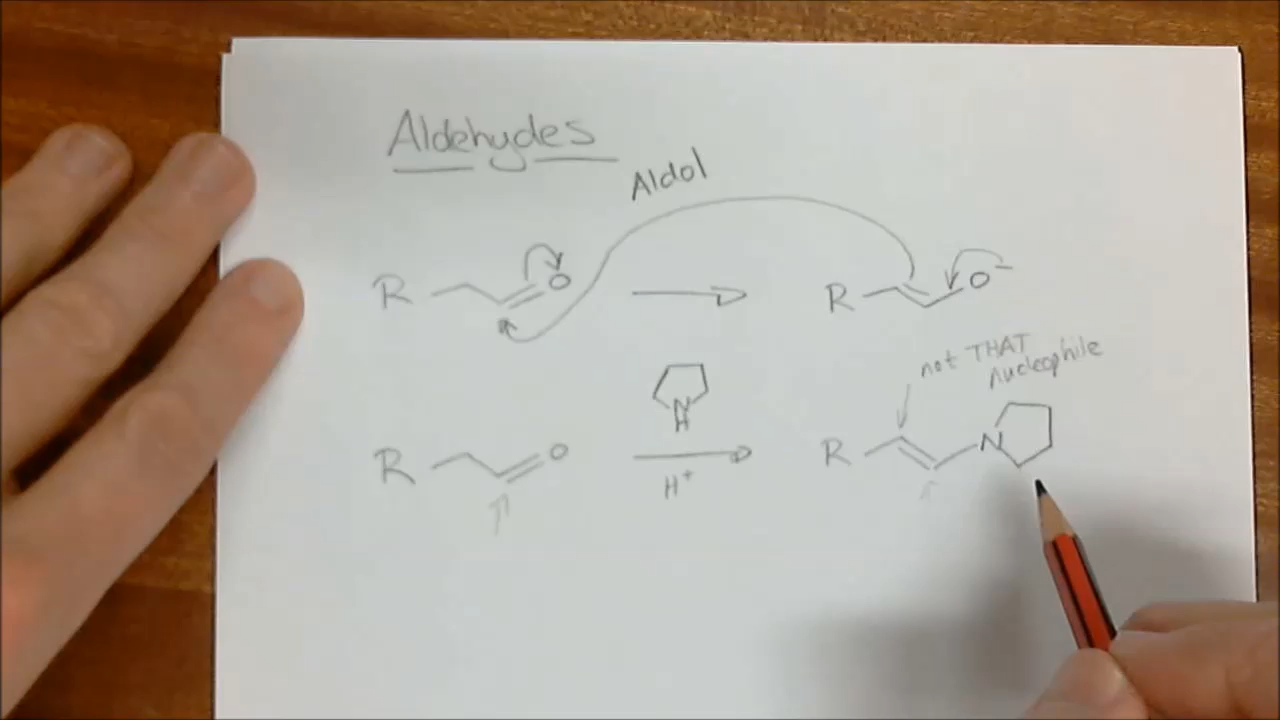 Aldehydes
Aldol
R O R O−
not THAT
nucleophile
N
H
R O R N
H+